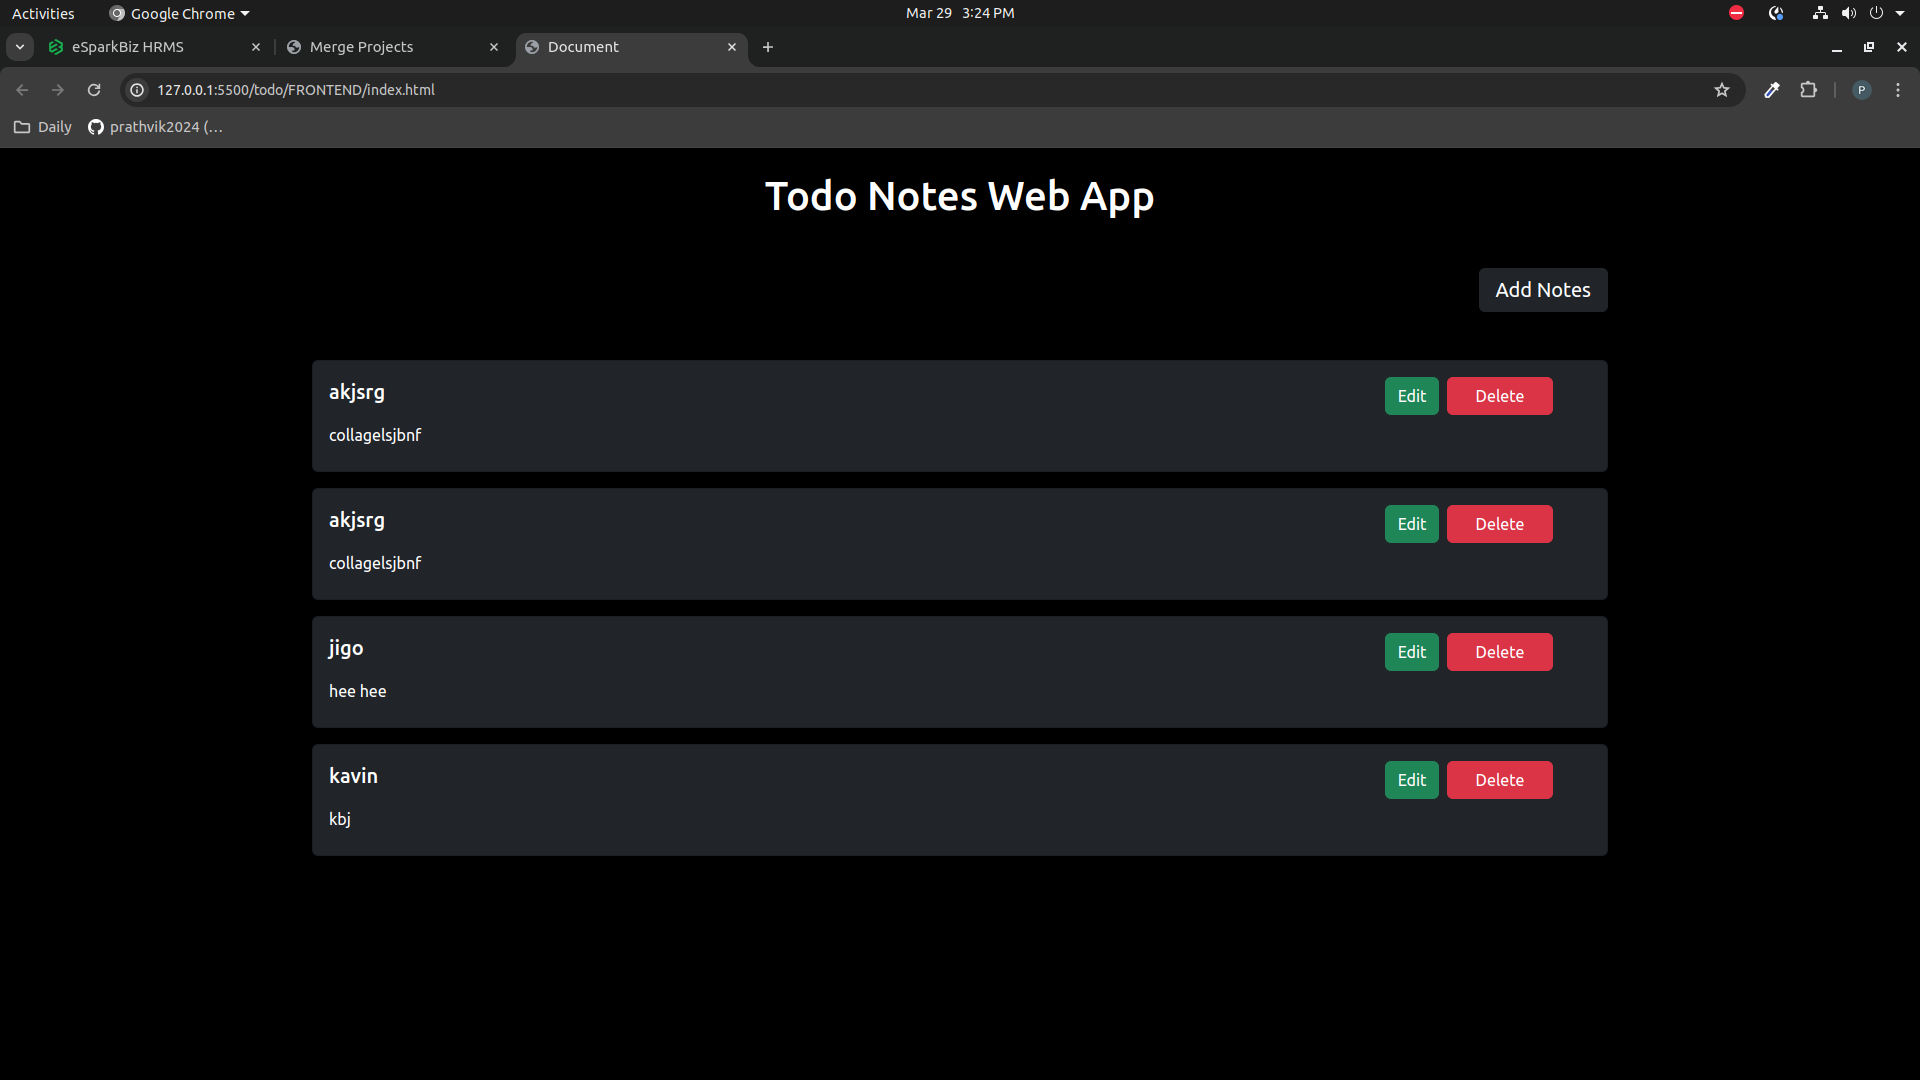 Activities Google Chrome Mar 29 3:24 PM
eSparkBiz HRMS Merge Projects Document
127.0.0.1:5500/todo/FRONTEND/index.html P
Daily prathvik2024 (...
Todo Notes Web App
Add Notes
akjsrg Edit Delete
collagelsjbnf
akjsrg Edit Delete
collagelsjbnf
jigo Edit Delete
hee hee
kavin Edit Delete
kbj